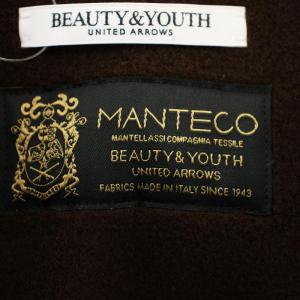 BEAUTY&YOUTH
UNITED ARROWS
MANTECO
MANTELLASSI COMPAGNIA TESSILE
BEAUTY&YOUTH
UNITED ARROWS
FABRICS MADE IN ITALY SINCE 1943